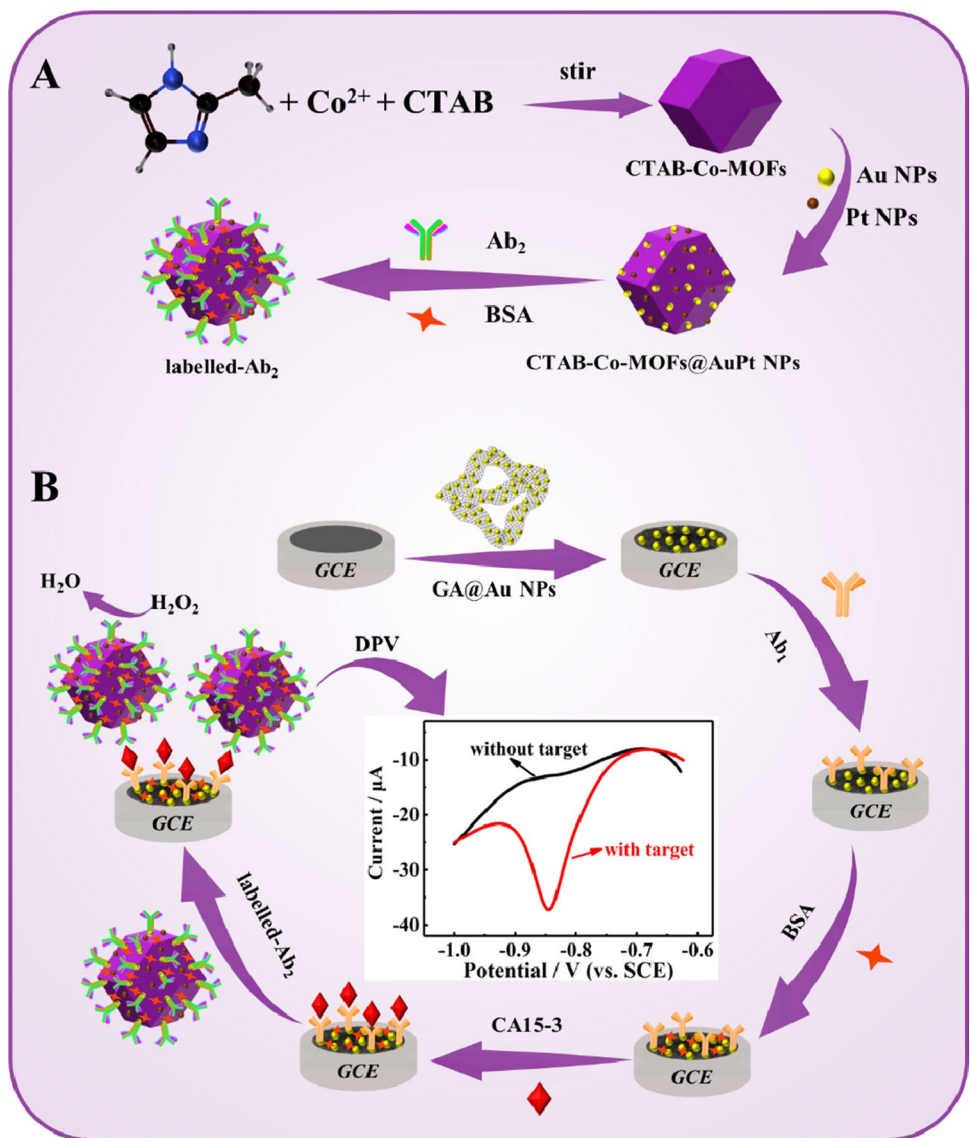 A
+ Co²⁺ + CTAB
stir
CTAB-Co-MOFs
Au NPs
Pt NPs
Ab₂
BSA
labelled-Ab₂
CTAB-Co-MOFs@AuPt NPs
B
GCE
GA@Au NPs
GCE
H₂O
H₂O₂
DPV
Ab₁
GCE
without target
with target
Current / μA
-10
-20
-30
-40
-1.0 -0.9 -0.8 -0.7 -0.6
Potential / V (vs. SCE)
GCE
BSA
labelled-Ab₂
CA15-3
GCE
GCE